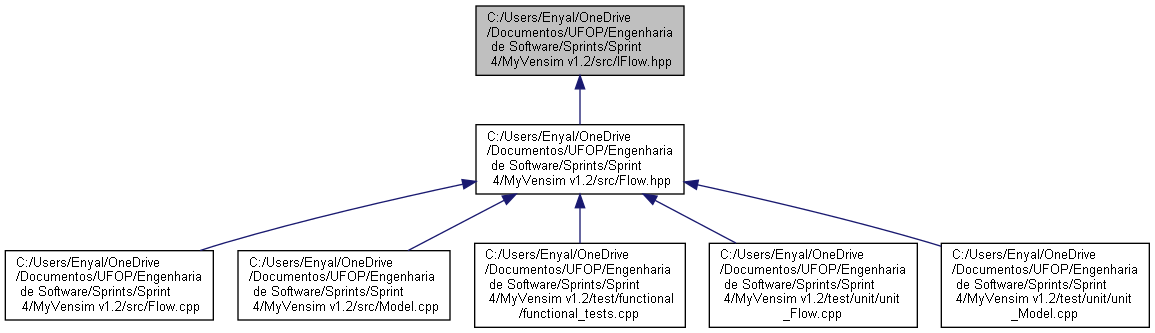 C:/Users/Enyal/OneDrive
/Documentos/UFOP/Engenharia
de Software/Sprints/Sprint
4/MyVensim v1.2/src/IFlow.hpp
C:/Users/Enyal/OneDrive
/Documentos/UFOP/Engenharia
de Software/Sprints/Sprint
4/MyVensim v1.2/src/Flow.hpp
C:/Users/Enyal/OneDrive
/Documentos/UFOP/Engenharia
de Software/Sprints/Sprint
4/MyVensim v1.2/src/Flow.cpp
C:/Users/Enyal/OneDrive
/Documentos/UFOP/Engenharia
de Software/Sprints/Sprint
4/MyVensim v1.2/src/Model.cpp
C:/Users/Enyal/OneDrive
/Documentos/UFOP/Engenharia
de Software/Sprints/Sprint
4/MyVensim v1.2/test/functional
/functional_tests.cpp
C:/Users/Enyal/OneDrive
/Documentos/UFOP/Engenharia
de Software/Sprints/Sprint
4/MyVensim v1.2/test/unit/unit
_Flow.cpp
C:/Users/Enyal/OneDrive
/Documentos/UFOP/Engenharia
de Software/Sprints/Sprint
4/MyVensim v1.2/test/unit/unit
_Model.cpp